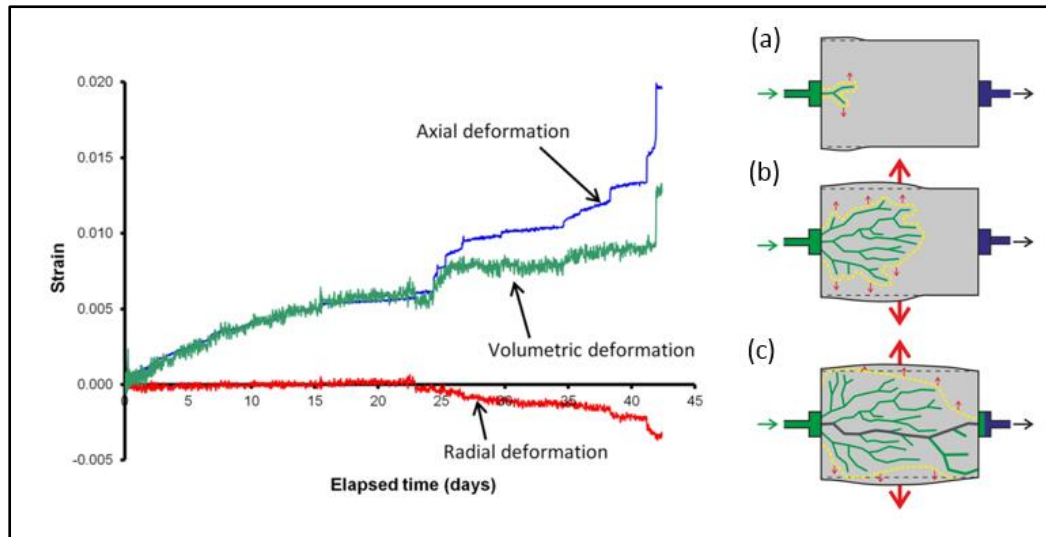 0.020
0.015
0.010
0.005
0.000
-0.005
Strain
0 5 10 15 20 25 30 35 40 45
Elapsed time (days)
Axial deformation
Volumetric deformation
Radial deformation
(a)
(b)
(c)